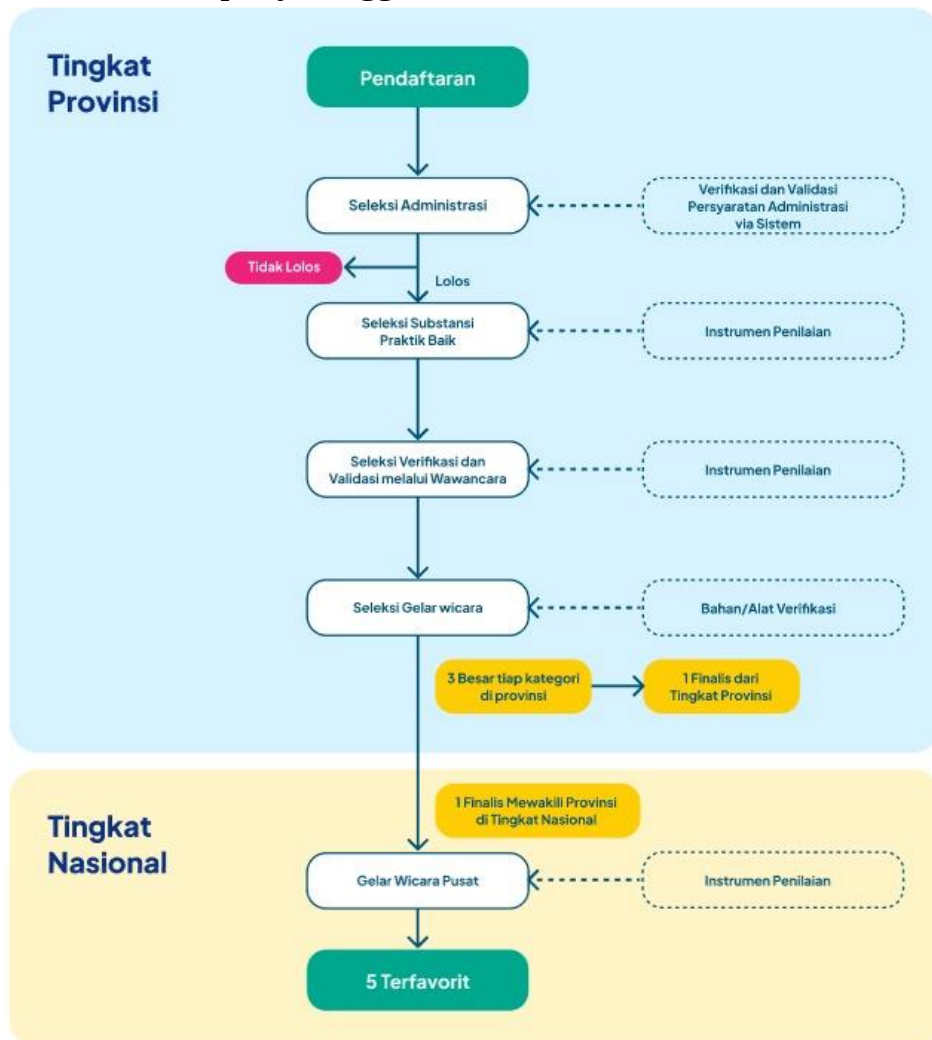 Tingkat
Provinsi
Pendaftaran
Seleksi Administrasi
Verifikasi dan Validasi
Persyaratan Administrasi
via Sistem
Tidak Lolos
Lolos
Seleksi Substansi
Praktik Baik
Instrumen Penilaian
Seleksi Verifikasi dan
Validasi melalui Wawancara
Instrumen Penilaian
Seleksi Gelar wicara
Bahan/Alat Verifikasi
3 Besar tiap kategori
di provinsi
1 Finalis dari
Tingkat Provinsi
Tingkat
Nasional
1 Finalis Mewakili Provinsi
di Tingkat Nasional
Gelar Wicara Pusat
Instrumen Penilaian
5 Terfavorit